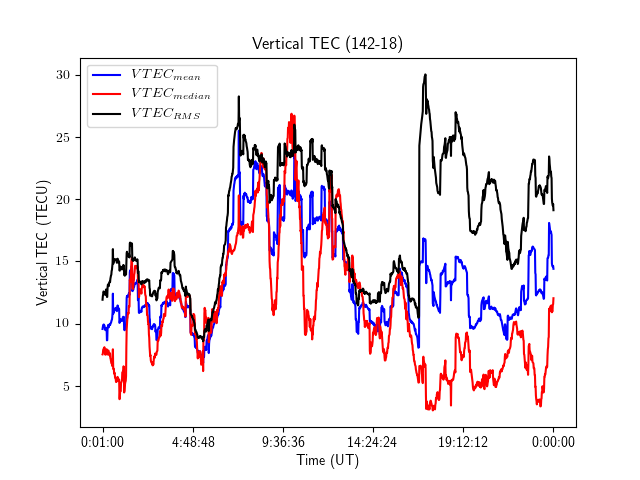 Vertical TEC (142-18)
VTEC_mean
VTEC_median
VTEC_RMS
30
25
20
15
10
5
Vertical TEC (TECU)
0:01:00 4:48:48 9:36:36 14:24:24 19:12:12 0:00:00
Time (UT)